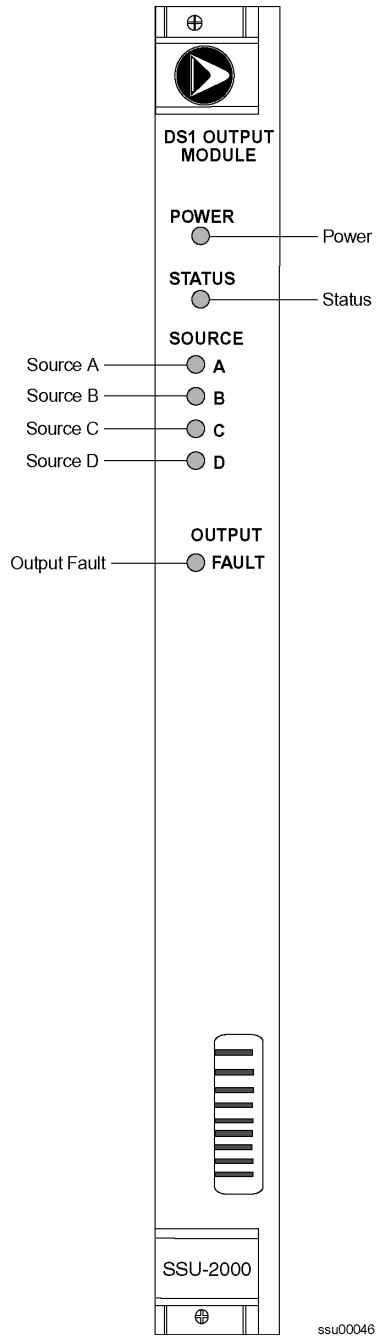 DS1 OUTPUT
MODULE
POWER
Power
STATUS
Status
SOURCE
Source A
A
Source B
B
Source C
C
Source D
D
OUTPUT
Output Fault
FAULT
SSU-2000
ssu00046